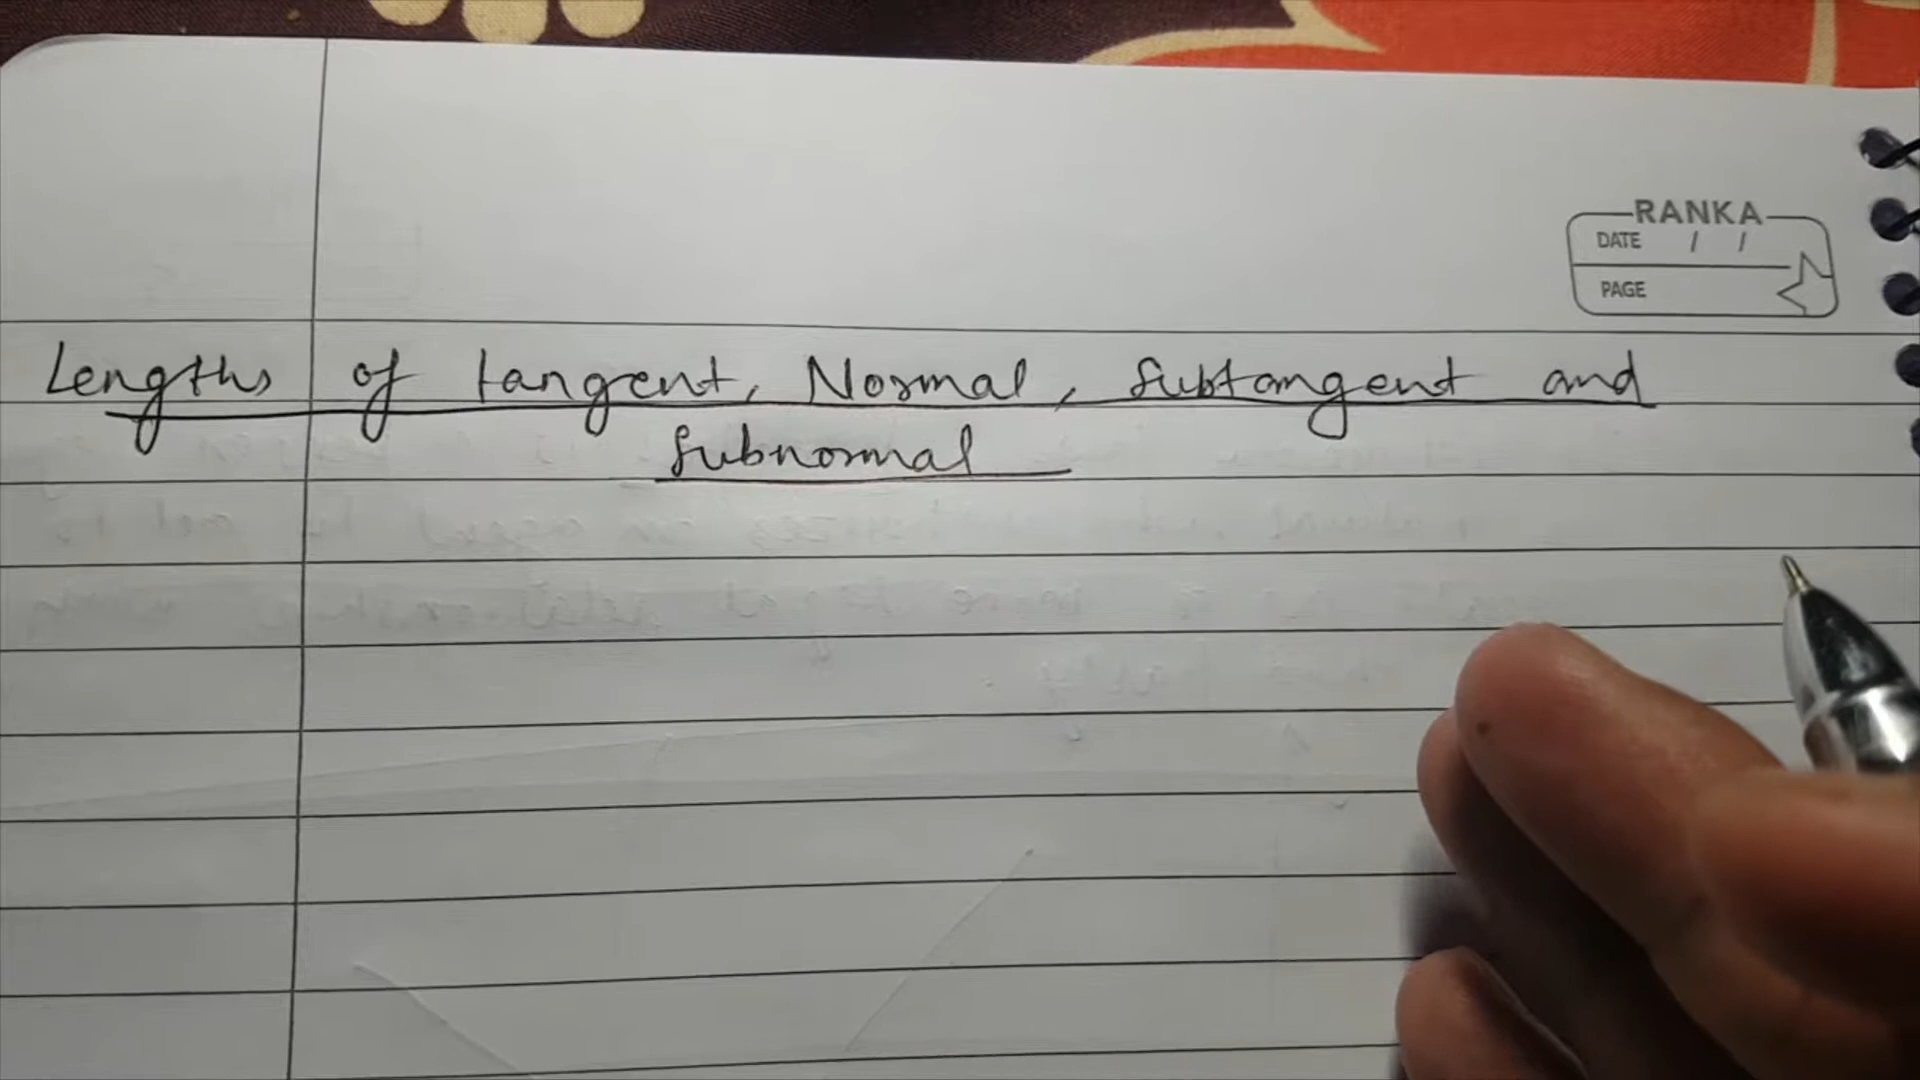 RANKA
DATE / /
PAGE
Lengths of tangent, Normal, Subtangent and
Subnormal